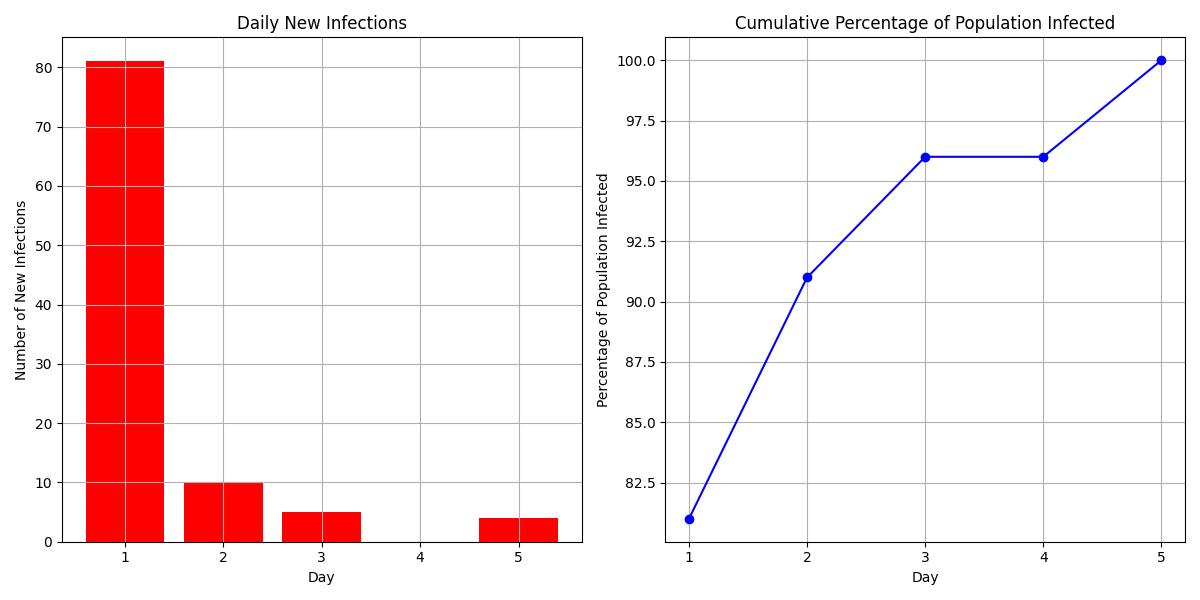 Daily New Infections
Number of New Infections
80
70
60
50
40
30
20
10
0
1 2 3 4 5
Day
Cumulative Percentage of Population Infected
Percentage of Population Infected
100.0
97.5
95.0
92.5
90.0
87.5
85.0
82.5
1 2 3 4 5
Day